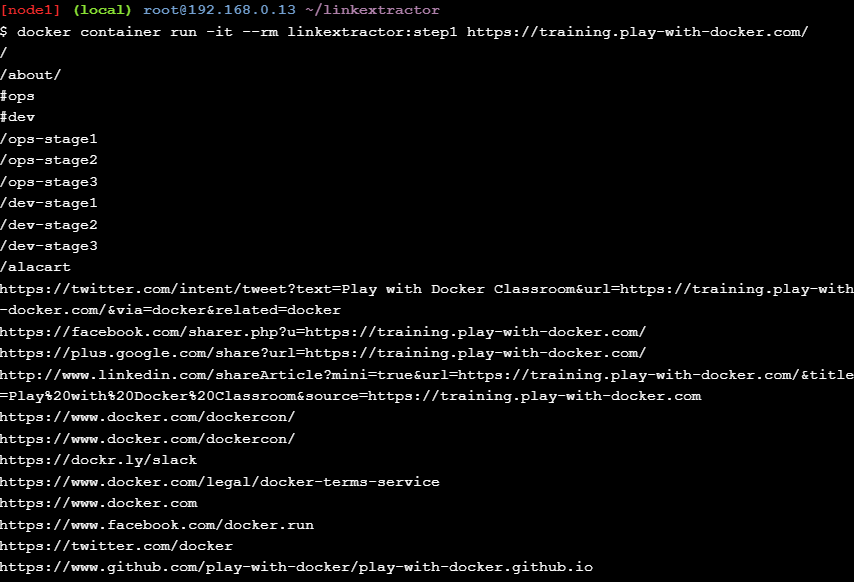 [node1] (local) root@192.168.0.13 ~/linkextractor
$ docker container run -it --rm linkextractor:step1 https://training.play-with-docker.com/
/
/about/
#ops
#dev
/ops-stage1
/ops-stage2
/ops-stage3
/dev-stage1
/dev-stage2
/dev-stage3
/alacart
https://twitter.com/intent/tweet?text=Play with Docker Classroom&url=https://training.play-with
-docker.com/&via=docker&related=docker
https://facebook.com/sharer.php?u=https://training.play-with-docker.com/
https://plus.google.com/share?url=https://training.play-with-docker.com/
http://www.linkedin.com/shareArticle?mini=true&url=https://training.play-with-docker.com/&title
=Play%20with%20Docker%20Classroom&source=https://training.play-with-docker.com
https://www.docker.com/dockercon/
https://www.docker.com/dockercon/
https://dockr.ly/slack
https://www.docker.com/legal/docker-terms-service
https://www.docker.com
https://www.facebook.com/docker.run
https://twitter.com/docker
https://www.github.com/play-with-docker/play-with-docker.github.io